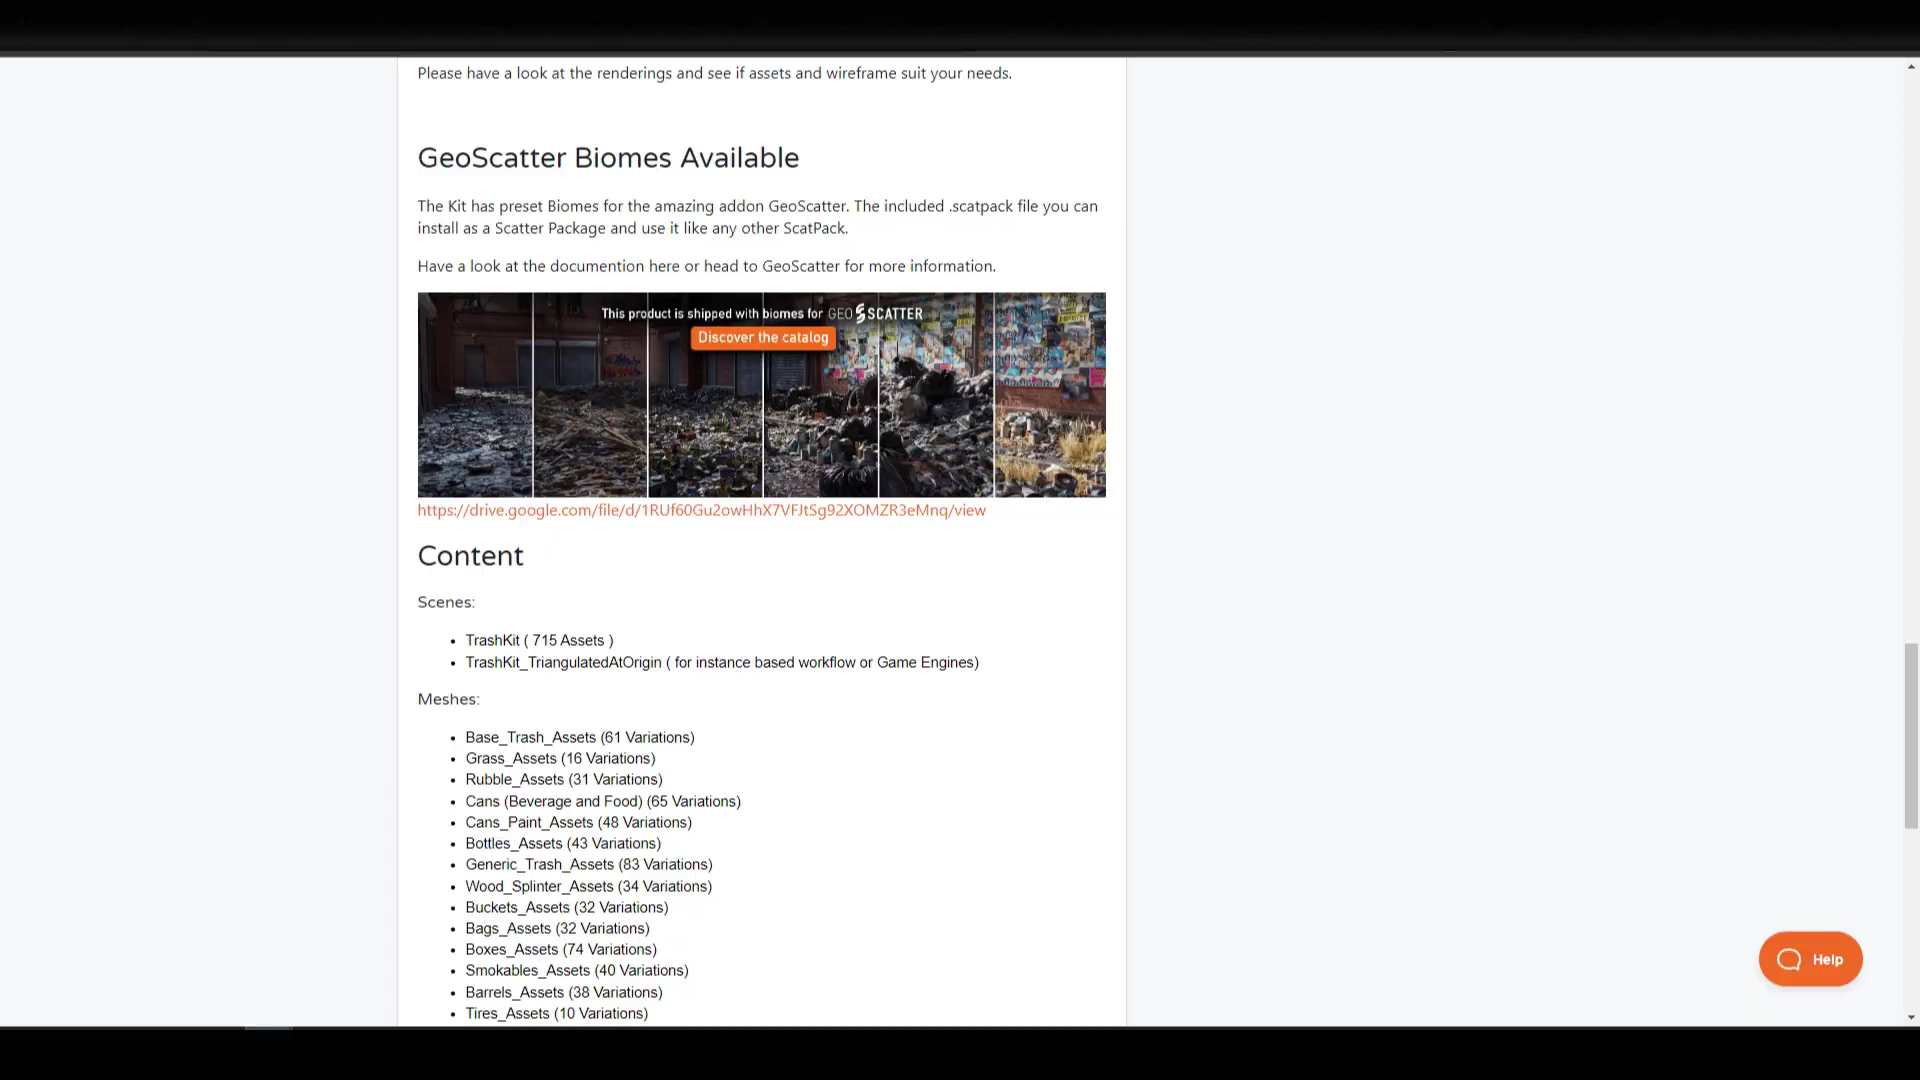 Please have a look at the renderings and see if assets and wireframe suit your needs.
GeoScatter Biomes Available
The Kit has preset Biomes for the amazing addon GeoScatter. The included .scatpack file you can
install as a Scatter Package and use it like any other ScatPack.
Have a look at the documention here or head to GeoScatter for more information.
This product is shipped with biomes for GEO SCATTER
Discover the catalog
https://drive.google.com/file/d/1RUf60Gu2owHhX7VFJtSg92XOMZR3eMnq/view
Content
Scenes:
• TrashKit ( 715 Assets )
• TrashKit_TriangulatedAtOrigin ( for instance based workflow or Game Engines)
Meshes:
• Base_Trash_Assets (61 Variations)
• Grass_Assets (16 Variations)
• Rubble_Assets (31 Variations)
• Cans (Beverage and Food) (65 Variations)
• Cans_Paint_Assets (48 Variations)
• Bottles_Assets (43 Variations)
• Generic_Trash_Assets (83 Variations)
• Wood_Splinter_Assets (34 Variations)
• Buckets_Assets (32 Variations)
• Bags_Assets (32 Variations)
• Boxes_Assets (74 Variations)
• Smokables_Assets (40 Variations)
• Barrels_Assets (38 Variations)
• Tires_Assets (10 Variations)
Help